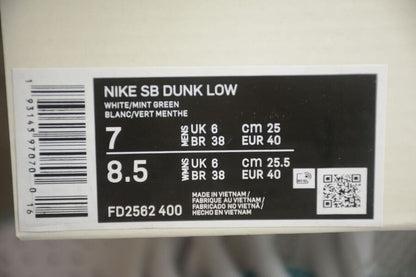 NIKE SB DUNK LOW
WHITE/MINT GREEN
BLANC/VERT MENTHE
7 MENS UK 6 cm 25
BR 38 EUR 40
8.5 WMNS UK 6 cm 25.5
BR 38 EUR 40
FD2562 400
MADE IN VIETNAM /
FABRIQUE AU VIETNAM /
FABRICADO NO VIETNÃ /
HECHO EN VIETNAM